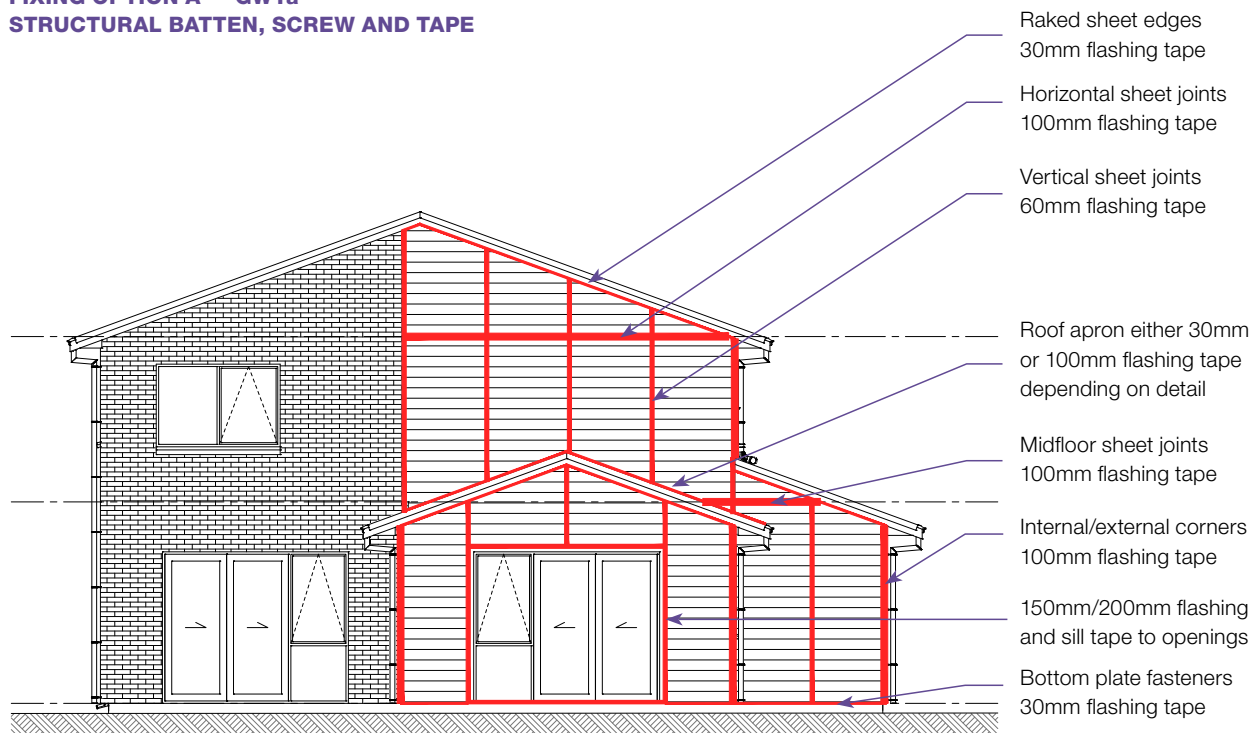 FIXING OPTION A – GW1a
STRUCTURAL BATTEN, SCREW AND TAPE
Raked sheet edges
30mm flashing tape
Horizontal sheet joints
100mm flashing tape
Vertical sheet joints
60mm flashing tape
Roof apron either 30mm
or 100mm flashing tape
depending on detail
Midfloor sheet joints
100mm flashing tape
Internal/external corners
100mm flashing tape
150mm/200mm flashing
and sill tape to openings
Bottom plate fasteners
30mm flashing tape